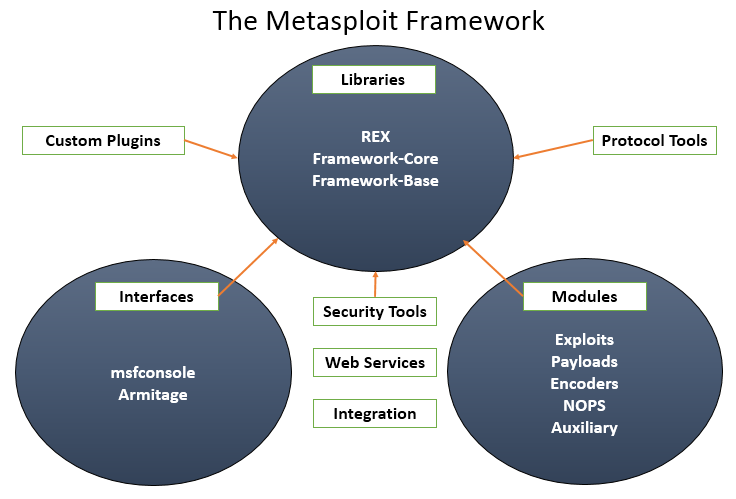 The Metasploit Framework
Libraries
REX
Framework-Core
Framework-Base
Custom Plugins
Protocol Tools
Interfaces
msfconsole
Armitage
Security Tools
Web Services
Integration
Modules
Exploits
Payloads
Encoders
NOPS
Auxiliary